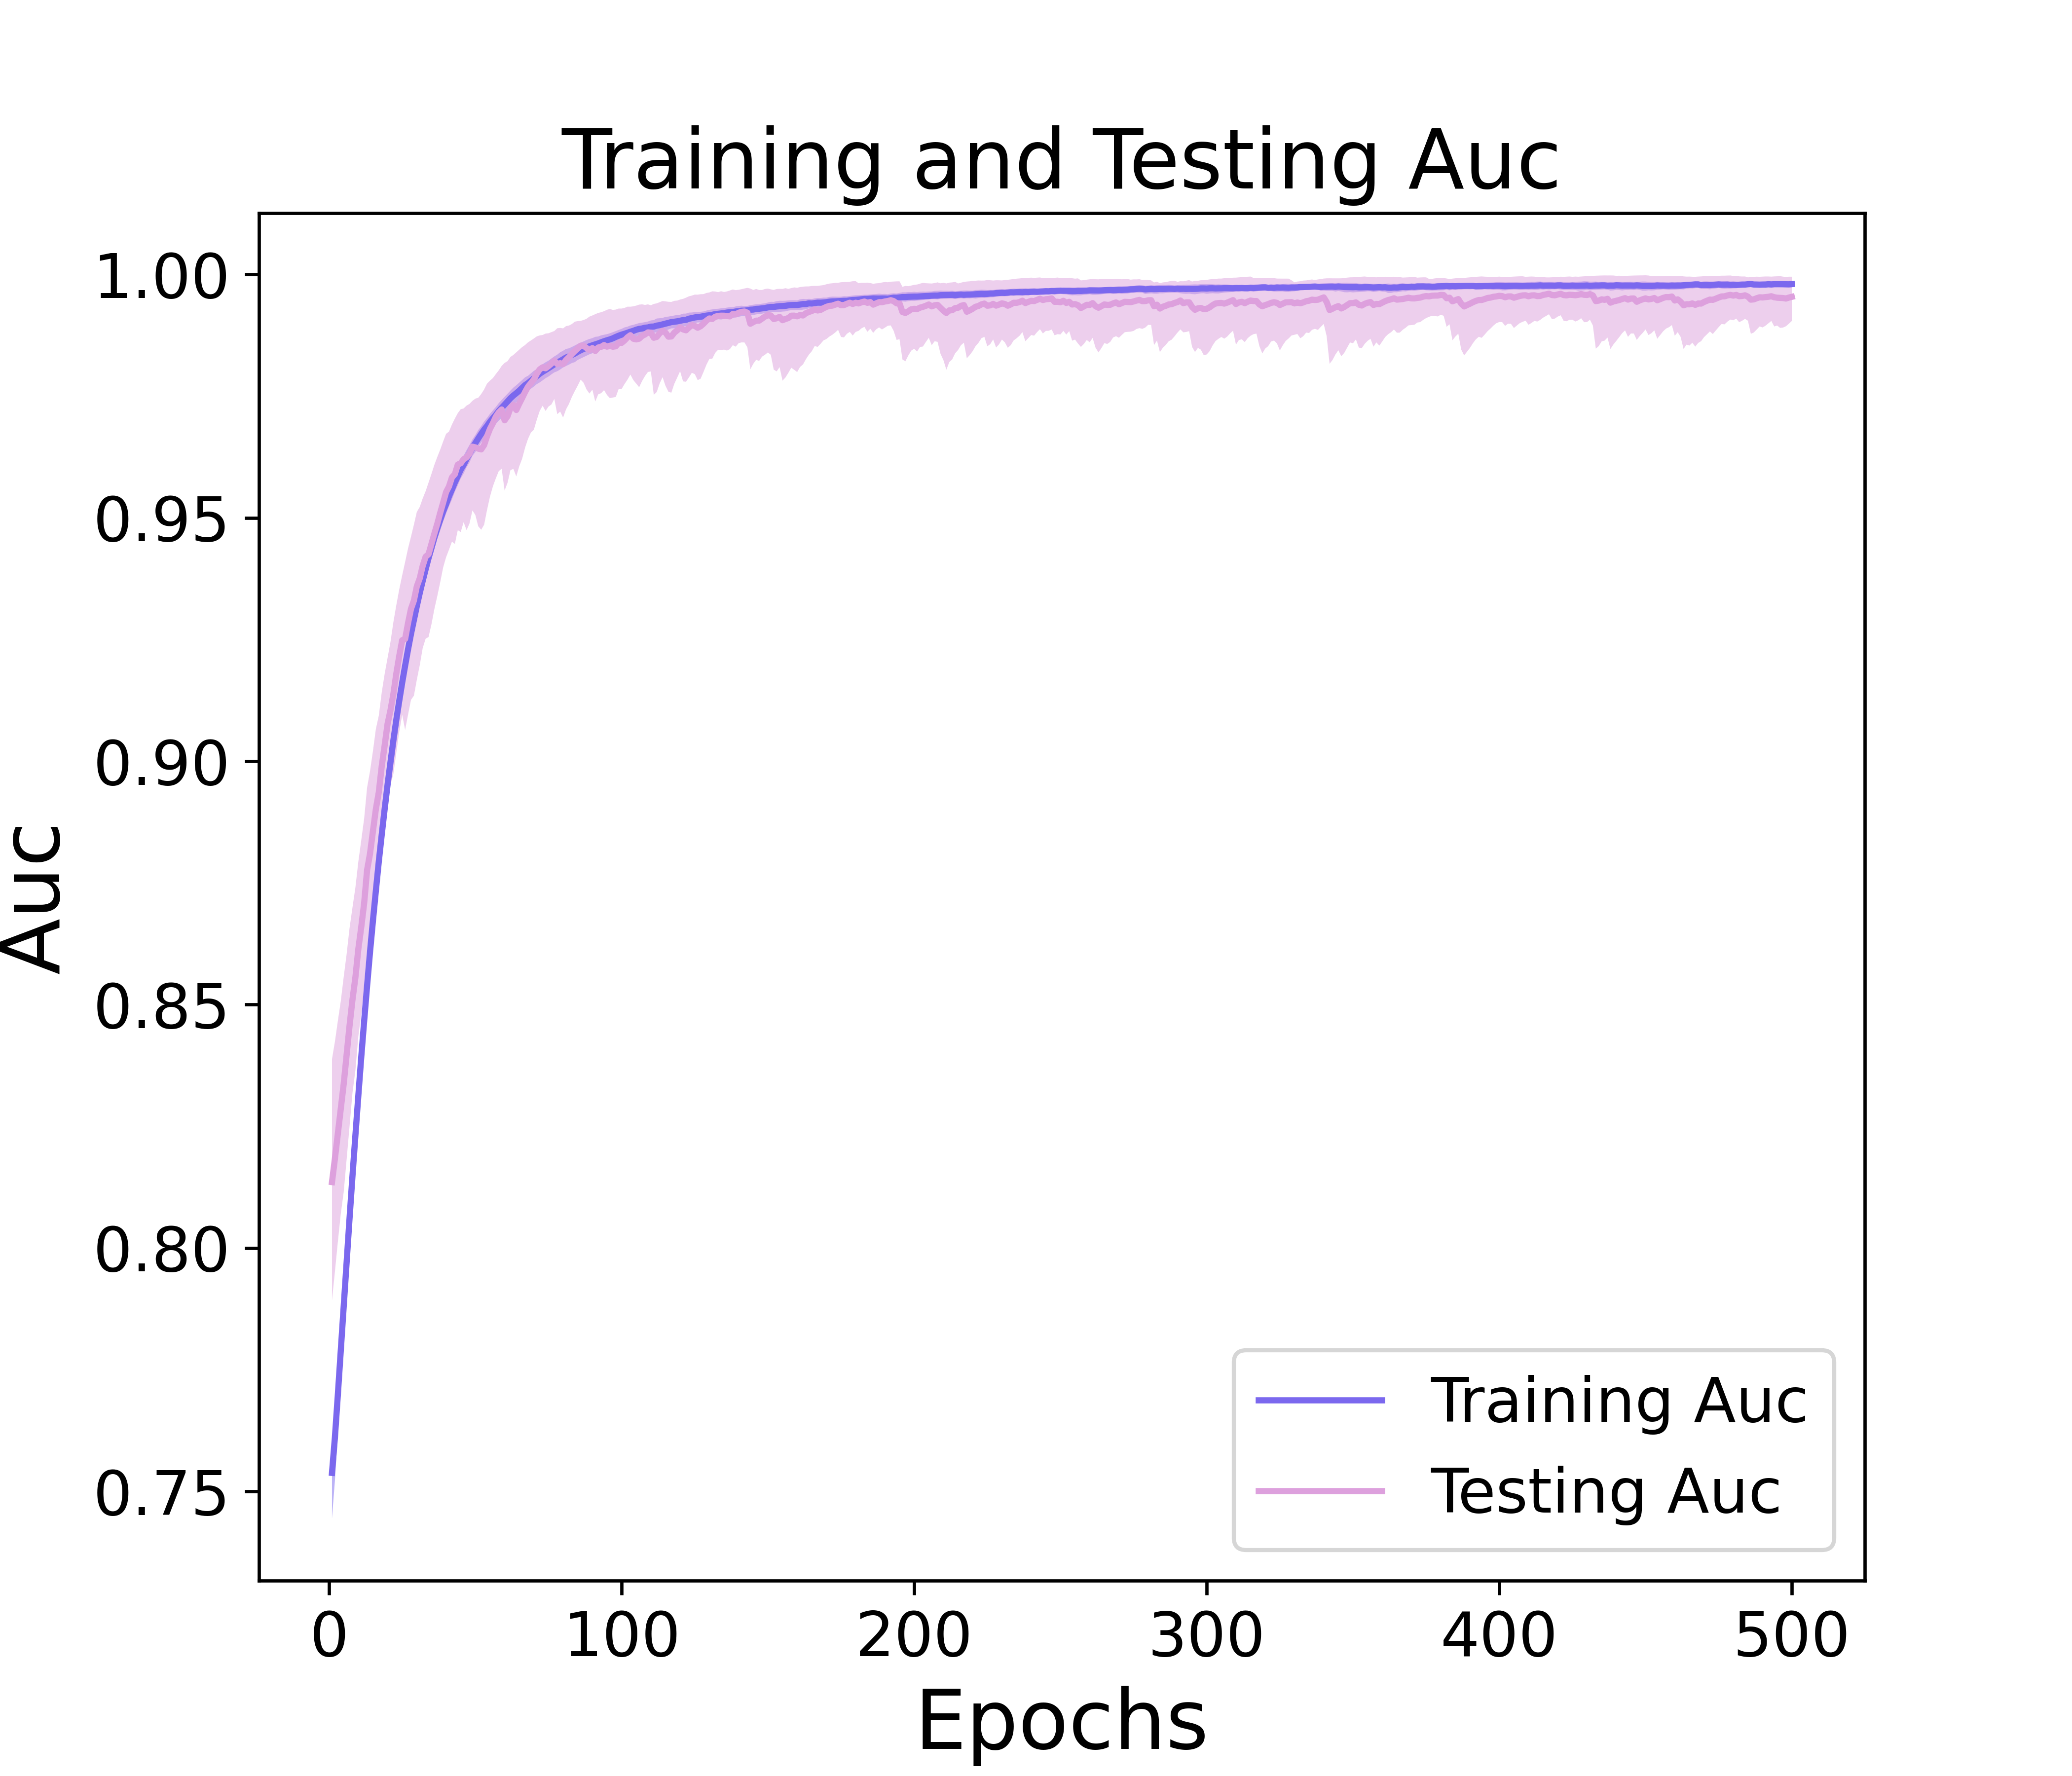 Training and Testing Auc
1.00
0.95
0.90
0.85
0.80
0.75
Auc
0 100 200 300 400 500
Epochs
Training Auc
Testing Auc